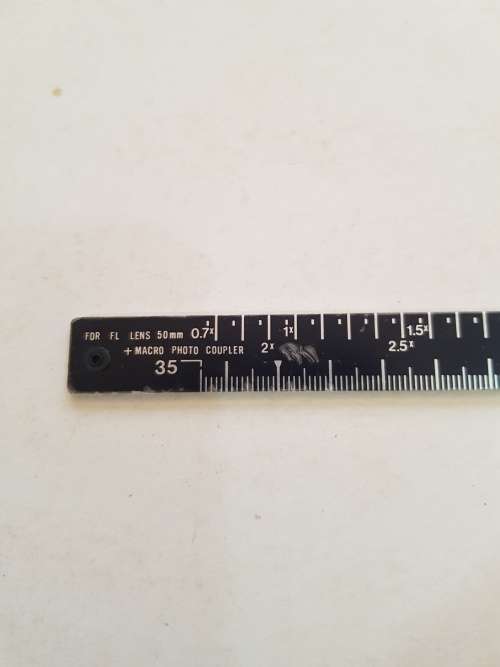 FOR FL LENS 50mm 0.7x 1x 1.5x
+MACRO PHOTO COUPLER 2x 2.5x
35